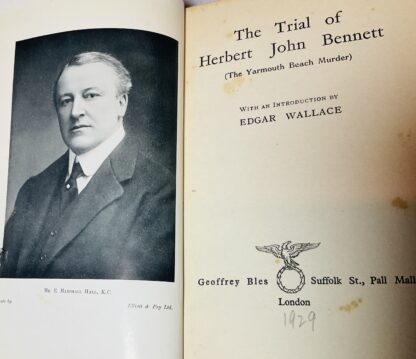 Mr. E Marshall Hall, K.C.
Elliott & Fry Ltd.
The Trial of
Herbert John Bennett
(The Yarmouth Beach Murder)
With an Introduction by
EDGAR WALLACE
Geoffrey Bles Suffolk St., Pall Mall
London
1929